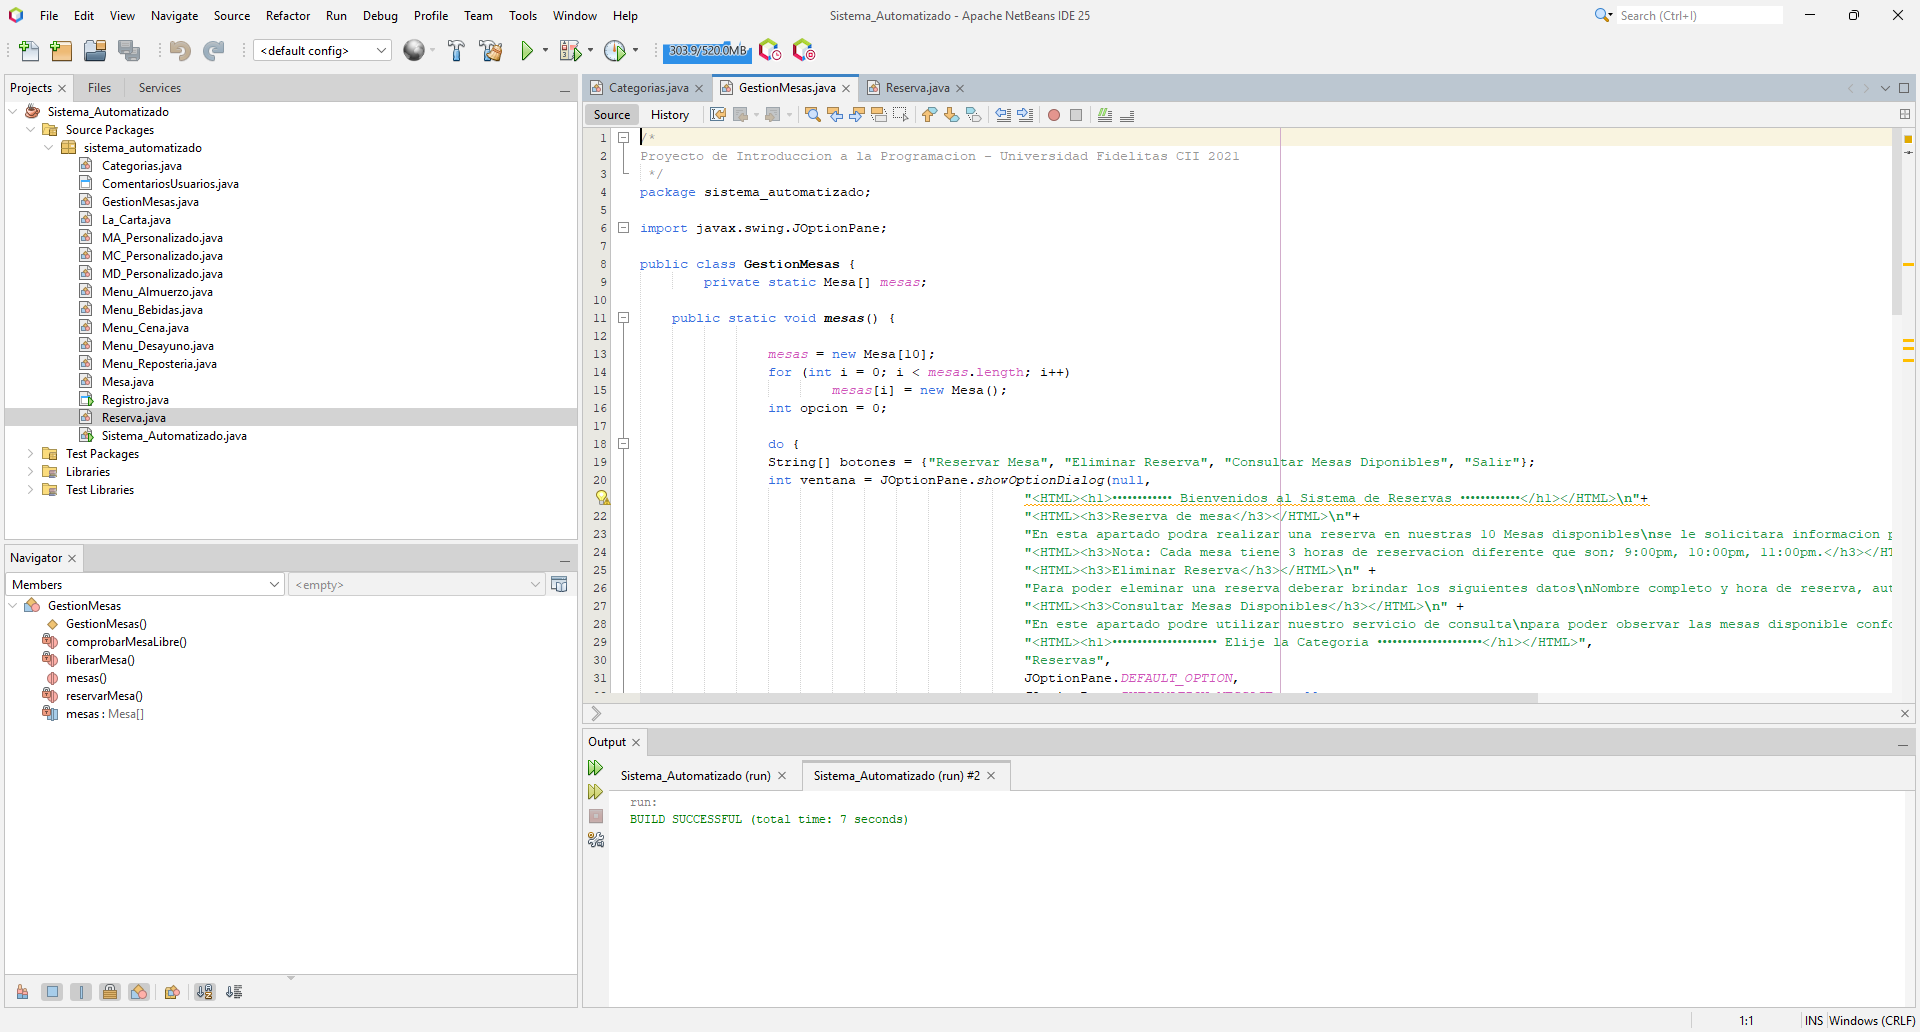 File Edit View Navigate Source Refactor Run Debug Profile Team Tools Window Help
Sistema_Automatizado - Apache NetBeans IDE 25
Search (Ctrl+I)
<default config>
303.9/520.0MB
Projects Files Services
Sistema_Automatizado
Source Packages
sistema_automatizado
Categorias.java
ComentariosUsuarios.java
GestionMesas.java
La_Carta.java
MA_Personalizado.java
MC_Personalizado.java
MD_Personalizado.java
Menu_Almuerzo.java
Menu_Bebidas.java
Menu_Cena.java
Menu_Desayuno.java
Menu_Reposteria.java
Mesa.java
Registro.java
Reserva.java
Sistema_Automatizado.java
Test Packages
Libraries
Test Libraries
Navigator
Members <empty>
GestionMesas
GestionMesas()
comprobarMesaLibre()
liberarMesa()
mesas()
reservarMesa()
mesas : Mesa[]
Categorias.java GestionMesas.java Reserva.java
Source History
1 /*
2 Proyecto de Introduccion a la Programacion - Universidad Fidelitas CII 2021
3 */
4 package sistema_automatizado;
5
6 import javax.swing.JOptionPane;
7
8 public class GestionMesas {
9 private static Mesa[] mesas;
10
11 public static void mesas() {
12
13 mesas = new Mesa[10];
14 for (int i = 0; i < mesas.length; i++)
15 mesas[i] = new Mesa();
16 int opcion = 0;
17
18 do {
19 String[] botones = {"Reservar Mesa", "Eliminar Reserva", "Consultar Mesas Diponibles", "Salir"};
20 int ventana = JOptionPane.showOptionDialog(null,
"<HTML><h1>•••••••••••• Bienvenidos al Sistema de Reservas ••••••••••••</h1></HTML>\n"+
22 "<HTML><h3>Reserva de mesa</h3></HTML>\n"+
23 "En esta apartado podra realizar una reserva en nuestras 10 Mesas disponibles\nse le solicitara informacion
24 "<HTML><h3>Nota: Cada mesa tiene 3 horas de reservacion diferente que son; 9:00pm, 10:00pm, 11:00pm.</h3></HT
25 "<HTML><h3>Eliminar Reserva</h3></HTML>\n" +
26 "Para poder eleminar una reserva deberar brindar los siguientes datos\nNombre completo y hora de reserva, aut
27 "<HTML><h3>Consultar Mesas Disponibles</h3></HTML>\n" +
28 "En este apartado podre utilizar nuestro servicio de consulta\npara poder observar las mesas disponible confo
29 "<HTML><h1>••••••••••••••••••••• Elije la Categoria •••••••••••••••••••••</h1></HTML>",
30 "Reservas",
31 JOptionPane.DEFAULT_OPTION,
Output
Sistema_Automatizado (run) Sistema_Automatizado (run) #2
run:
BUILD SUCCESSFUL (total time: 7 seconds)
1:1 INS Windows (CRLF)